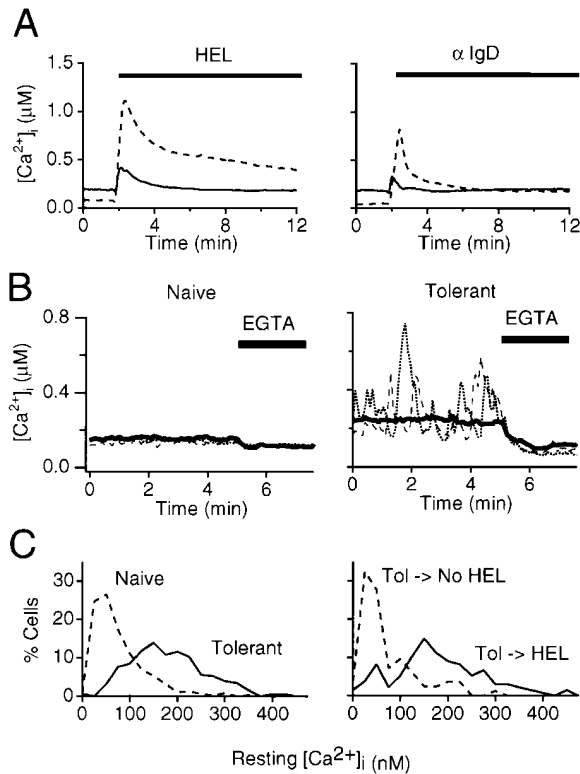 A
HEL
α IgD
[Ca2+]i (μM)
1.5
1.0
0.5
0.0
0 4 8 12
0 4 8 12
Time (min)
Time (min)
B
Naive
Tolerant
EGTA
EGTA
[Ca2+]i (μM)
0.8
0.4
0.0
0 2 4 6
0 2 4 6
Time (min)
Time (min)
C
% Cells
30
20
10
0
Naive
Tolerant
Tol -> No HEL
Tol -> HEL
0 100 200 300 400
0 100 200 300 400
Resting [Ca2+]i (nM)